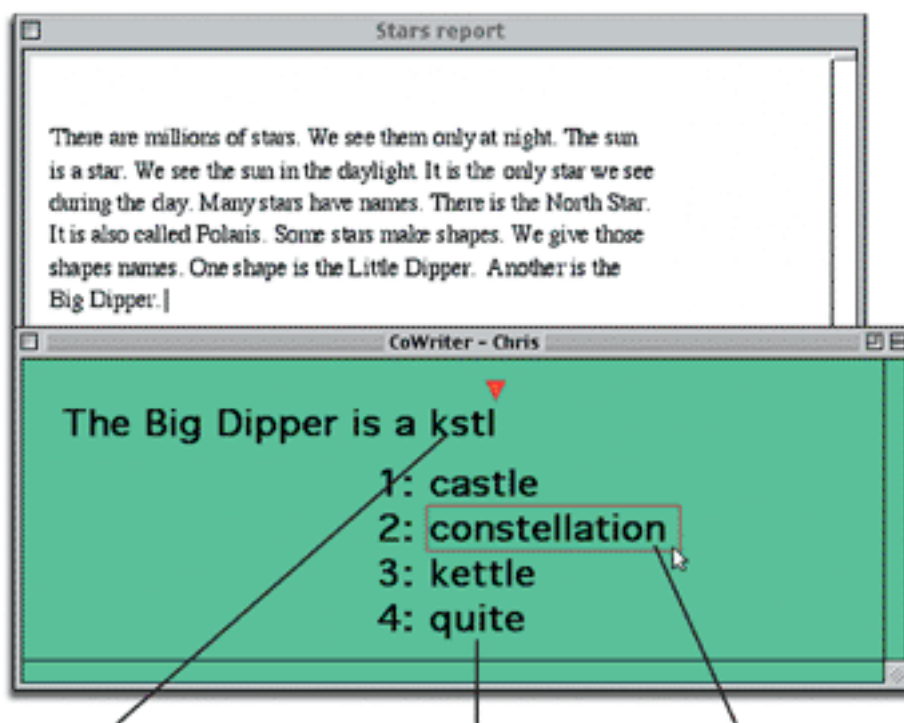 Stars report
There are millions of stars. We see them only at night. The sun
is a star. We see the sun in the daylight. It is the only star we see
during the day. Many stars have names. There is the North Star.
It is also called Polaris. Some stars make shapes. We give those
shapes names. One shape is the Little Dipper. Another is the
Big Dipper.
CoWriter - Chris
The Big Dipper is a kstl
1: castle
2: constellation
3: kettle
4: quite